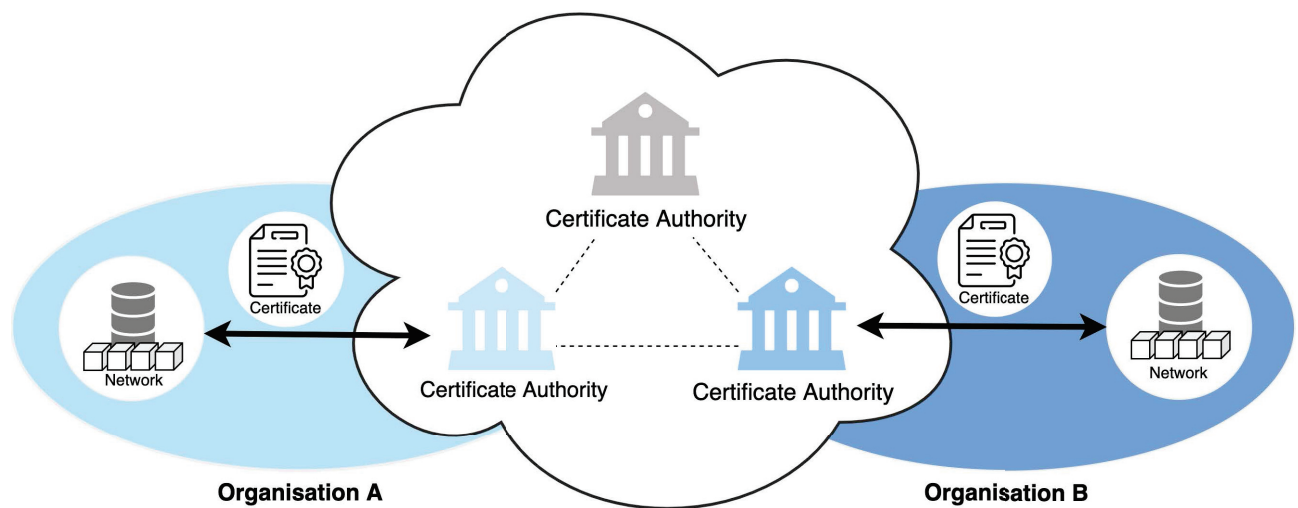 Certificate Authority
Certificate
Certificate
Network
Network
Certificate Authority
Certificate Authority
Organisation A
Organisation B